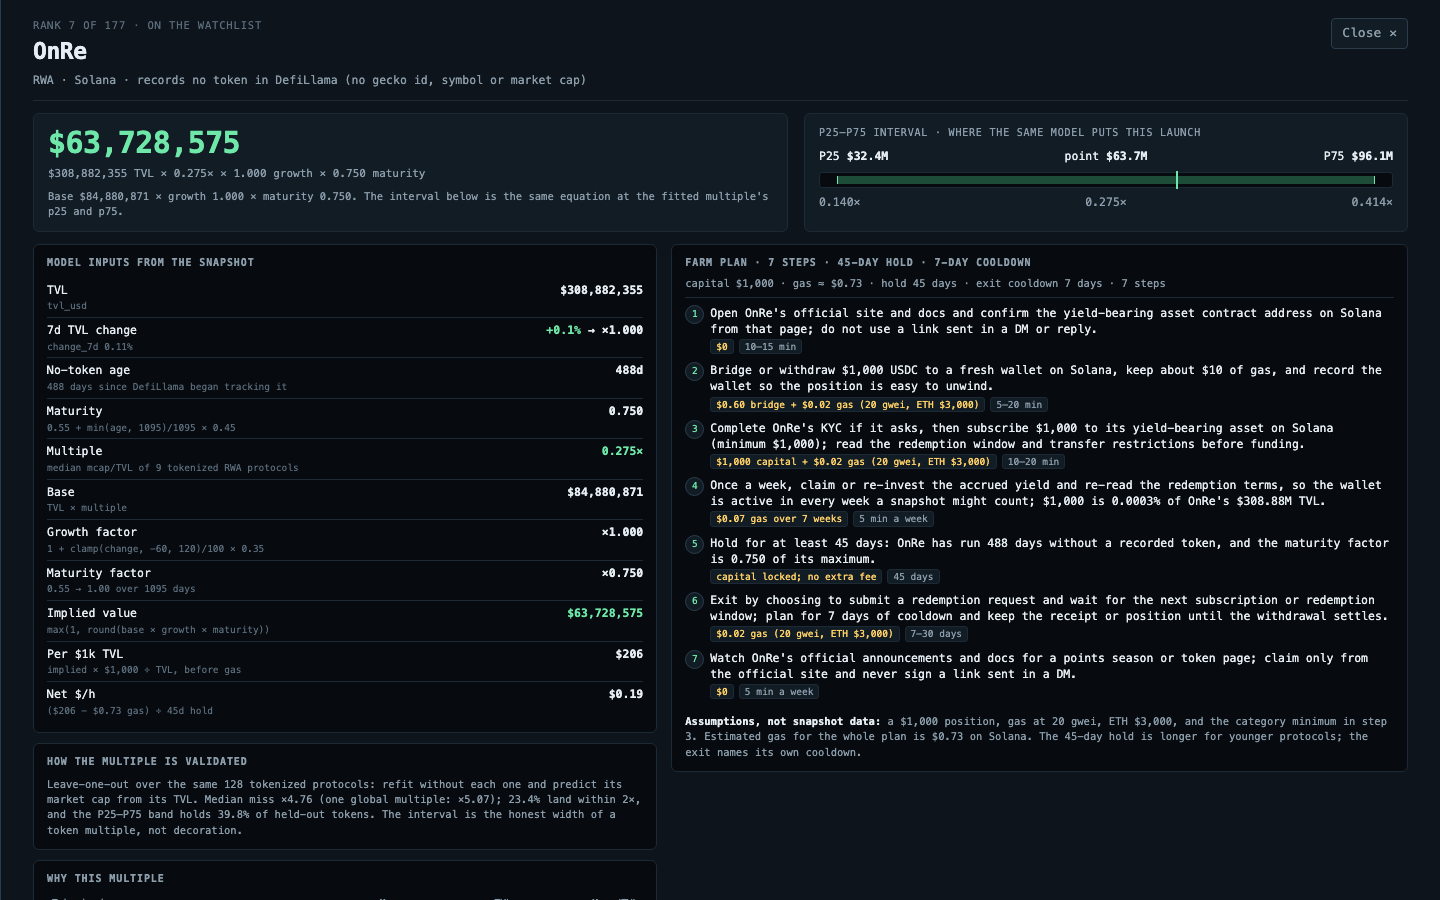 RANK 7 OF 177 · ON THE WATCHLIST
OnRe
RWA · Solana · records no token in DefiLlama (no gecko id, symbol or market cap)
Close ×
$63,728,575
$308,882,355 TVL × 0.275× × 1.000 growth × 0.750 maturity
Base $84,880,871 × growth 1.000 × maturity 0.750. The interval below is the same equation at the fitted multiple's
p25 and p75.
P25–P75 INTERVAL · WHERE THE SAME MODEL PUTS THIS LAUNCH
P25 $32.4M point $63.7M P75 $96.1M
0.140× 0.275× 0.414×
MODEL INPUTS FROM THE SNAPSHOT
TVL $308,882,355
tvl_usd
7d TVL change +0.1% → ×1.000
change_7d 0.11%
No-token age 488d
488 days since DefiLlama began tracking it
Maturity 0.750
0.55 + min(age, 1095)/1095 × 0.45
Multiple 0.275×
median mcap/TVL of 9 tokenized RWA protocols
Base $84,880,871
TVL × multiple
Growth factor ×1.000
1 + clamp(change, −60, 120)/100 × 0.35
Maturity factor ×0.750
0.55 → 1.00 over 1095 days
Implied value $63,728,575
max(1, round(base × growth × maturity))
Per $1k TVL $206
implied × $1,000 ÷ TVL, before gas
Net $/h $0.19
($206 − $0.73 gas) ÷ 45d hold
HOW THE MULTIPLE IS VALIDATED
Leave-one-out over the same 128 tokenized protocols: refit without each one and predict its
market cap from its TVL. Median miss ×4.76 (one global multiple: ×5.07); 23.4% land within 2×,
and the P25–P75 band holds 39.8% of held-out tokens. The interval is the honest width of a
token multiple, not decoration.
WHY THIS MULTIPLE
FARM PLAN · 7 STEPS · 45-DAY HOLD · 7-DAY COOLDOWN
capital $1,000 · gas ≈ $0.73 · hold 45 days · exit cooldown 7 days · 7 steps
1 Open OnRe's official site and docs and confirm the yield-bearing asset contract address on Solana
from that page; do not use a link sent in a DM or reply.
$0 10–15 min
2 Bridge or withdraw $1,000 USDC to a fresh wallet on Solana, keep about $10 of gas, and record the
wallet so the position is easy to unwind.
$0.60 bridge + $0.02 gas (20 gwei, ETH $3,000) 5–20 min
3 Complete OnRe's KYC if it asks, then subscribe $1,000 to its yield-bearing asset on Solana
(minimum $1,000); read the redemption window and transfer restrictions before funding.
$1,000 capital + $0.02 gas (20 gwei, ETH $3,000) 10–20 min
4 Once a week, claim or re-invest the accrued yield and re-read the redemption terms, so the wallet
is active in every week a snapshot might count; $1,000 is 0.0003% of OnRe's $308.88M TVL.
$0.07 gas over 7 weeks 5 min a week
5 Hold for at least 45 days: OnRe has run 488 days without a recorded token, and the maturity factor
is 0.750 of its maximum.
capital locked; no extra fee 45 days
6 Exit by choosing to submit a redemption request and wait for the next subscription or redemption
window; plan for 7 days of cooldown and keep the receipt or position until the withdrawal settles.
$0.02 gas (20 gwei, ETH $3,000) 7–30 days
7 Watch OnRe's official announcements and docs for a points season or token page; claim only from
the official site and never sign a link sent in a DM.
$0 5 min a week
Assumptions, not snapshot data: a $1,000 position, gas at 20 gwei, ETH $3,000, and the category minimum in step
3. Estimated gas for the whole plan is $0.73 on Solana. The 45-day hold is longer for younger protocols; the
exit names its own cooldown.